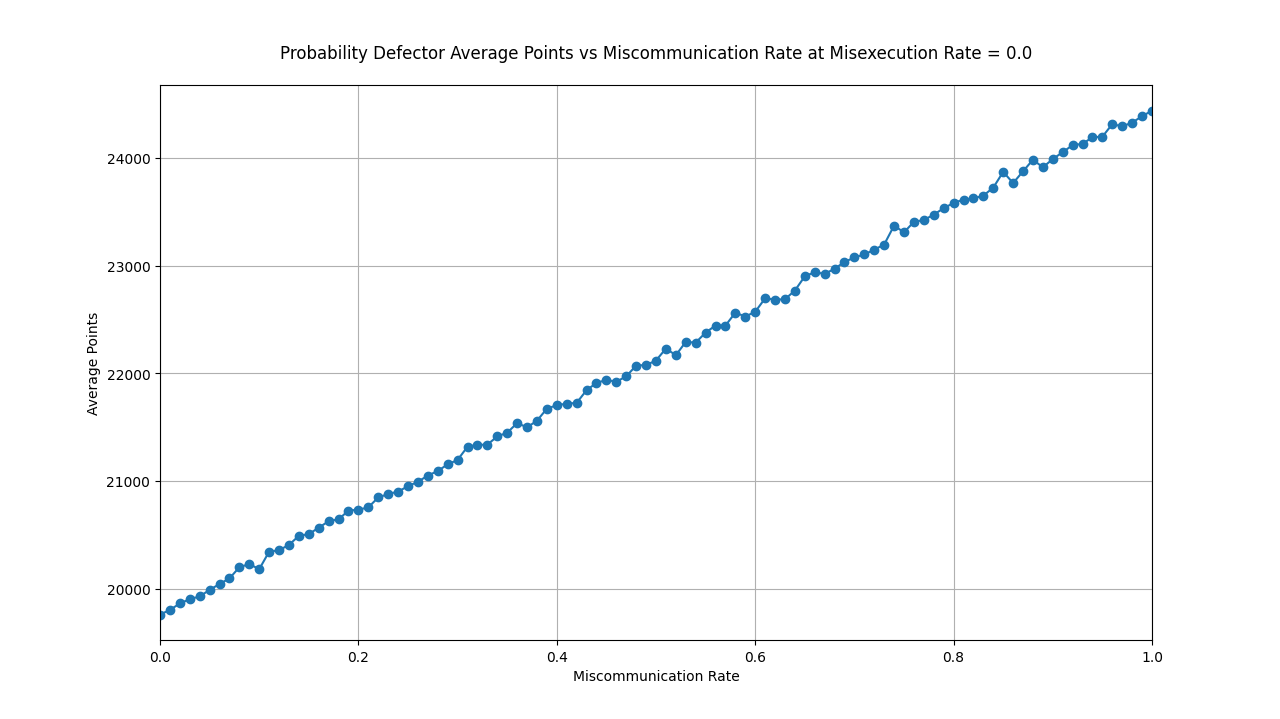 Probability Defector Average Points vs Miscommunication Rate at Misexecution Rate = 0.0
24000
23000
22000
21000
20000
Average Points
0.0 0.2 0.4 0.6 0.8 1.0
Miscommunication Rate